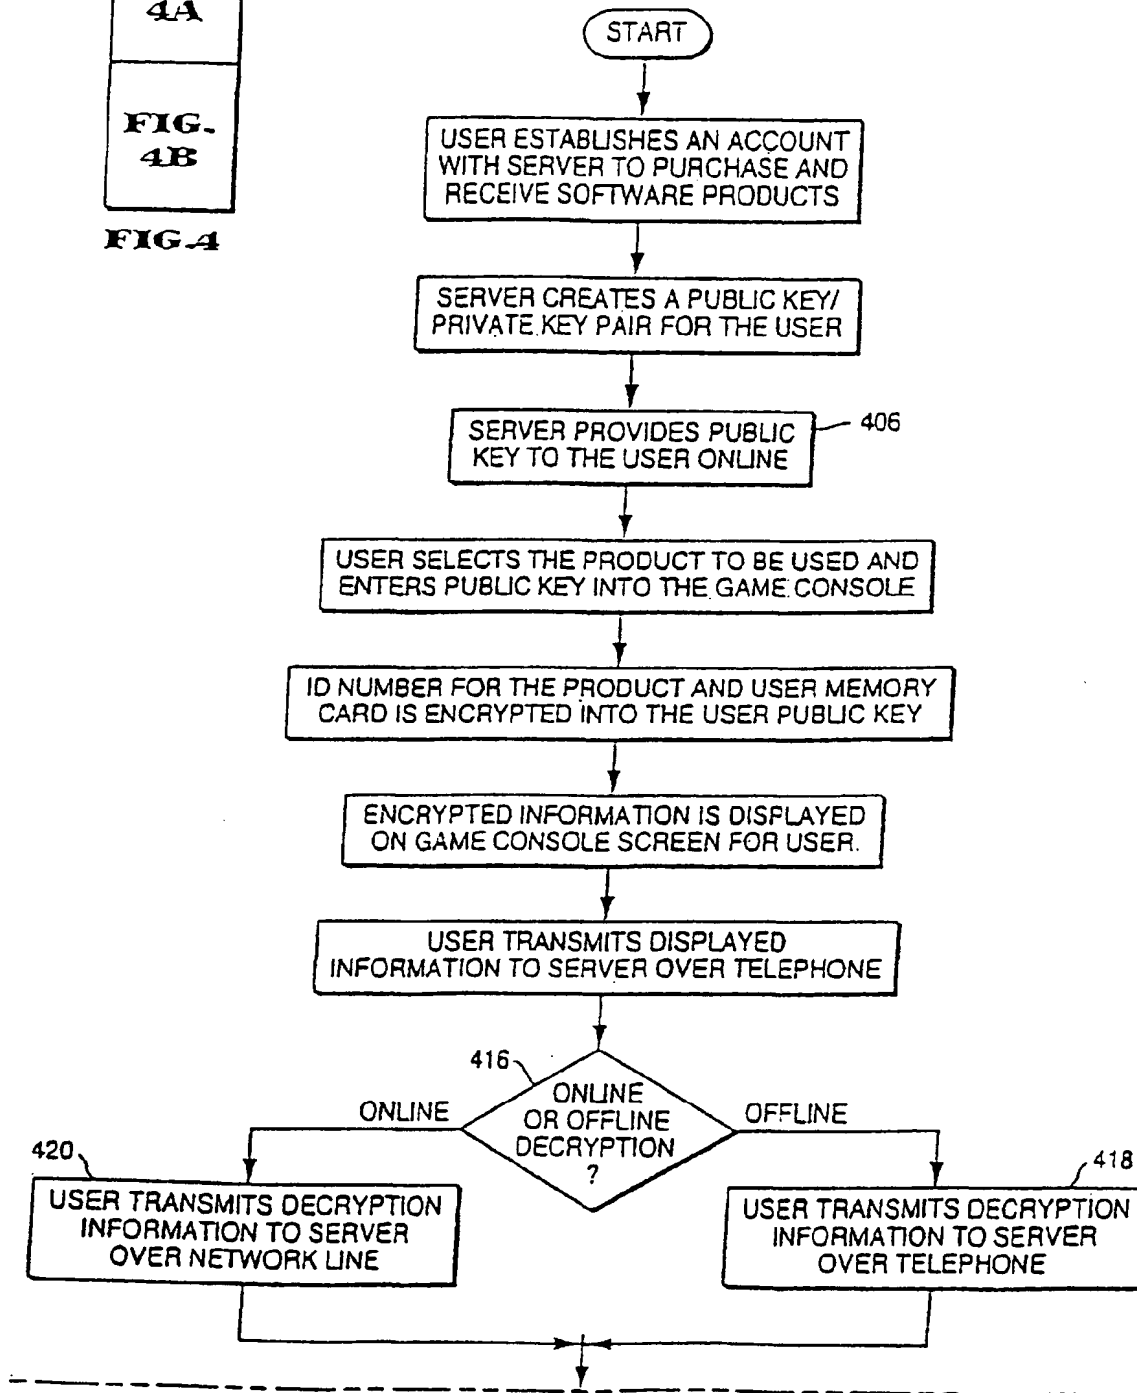 4A
FIG.
4B
FIG.4
START
USER ESTABLISHES AN ACCOUNT
WITH SERVER TO PURCHASE AND
RECEIVE SOFTWARE PRODUCTS
SERVER CREATES A PUBLIC KEY/
PRIVATE KEY PAIR FOR THE USER
SERVER PROVIDES PUBLIC
KEY TO THE USER ONLINE
406
USER SELECTS THE PRODUCT TO BE USED AND
ENTERS PUBLIC KEY INTO THE GAME CONSOLE
ID NUMBER FOR THE PRODUCT AND USER MEMORY
CARD IS ENCRYPTED INTO THE USER PUBLIC KEY
ENCRYPTED INFORMATION IS DISPLAYED
ON GAME CONSOLE SCREEN FOR USER.
USER TRANSMITS DISPLAYED
INFORMATION TO SERVER OVER TELEPHONE
416
ONLINE
OR OFFLINE
DECRYPTION
?
ONLINE
OFFLINE
420
USER TRANSMITS DECRYPTION
INFORMATION TO SERVER
OVER NETWORK LINE
418
USER TRANSMITS DECRYPTION
INFORMATION TO SERVER
OVER TELEPHONE